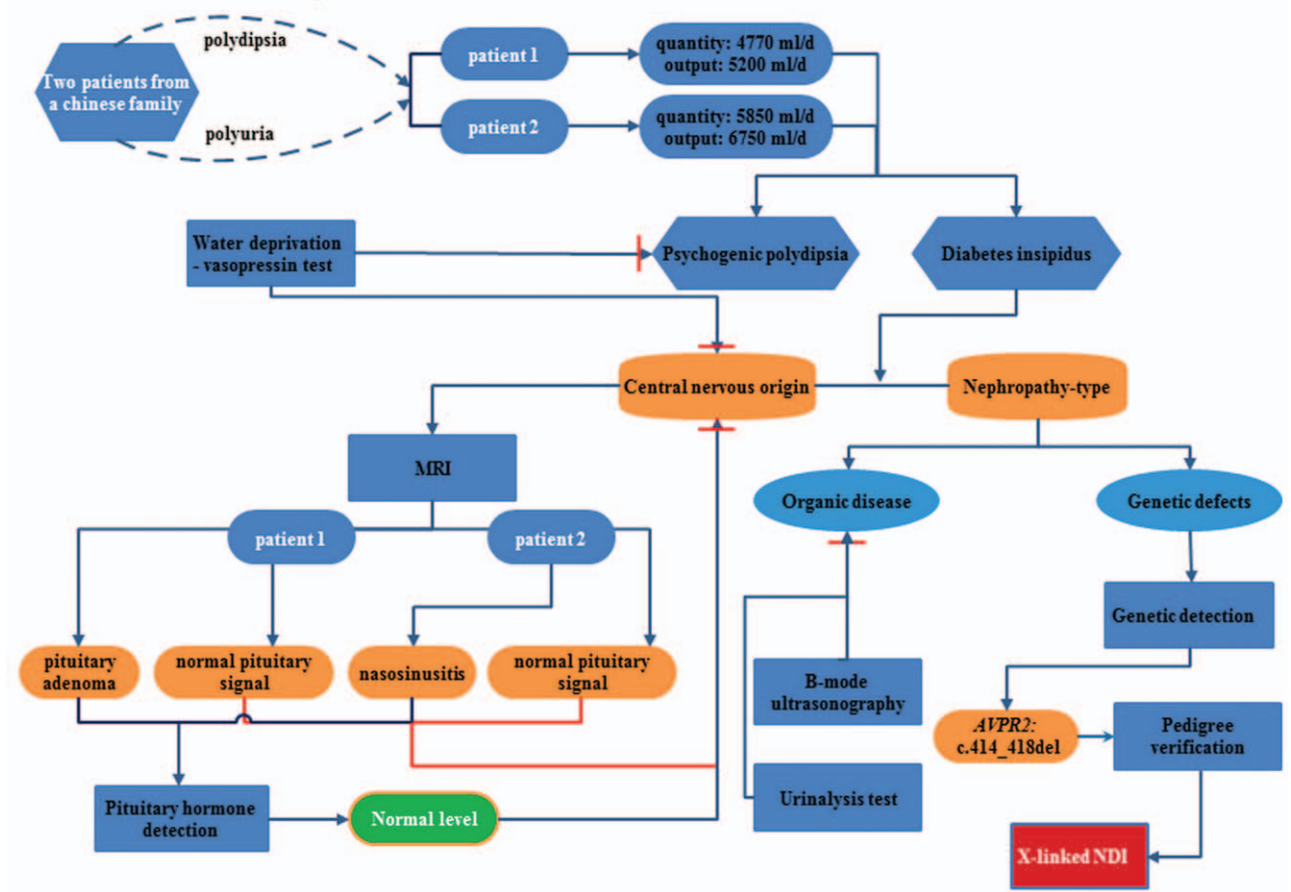 polydipsia
Two patients from
a chinese family
polyuria
patient 1
quantity: 4770 ml/d
output: 5200 ml/d
patient 2
quantity: 5850 ml/d
output: 6750 ml/d
Water deprivation
- vasopressin test
Psychogenic polydipsia
Diabetes insipidus
Central nervous origin
Nephropathy-type
MRI
Organic disease
Genetic defects
patient 1
patient 2
Genetic detection
pituitary
adenoma
normal pituitary
signal
nasosinusitis
normal pituitary
signal
B-mode
ultrasonography
AVPR2:
c.414_418del
Pedigree
verification
Pituitary hormone
detection
Normal level
Urinalysis test
X-linked NDI